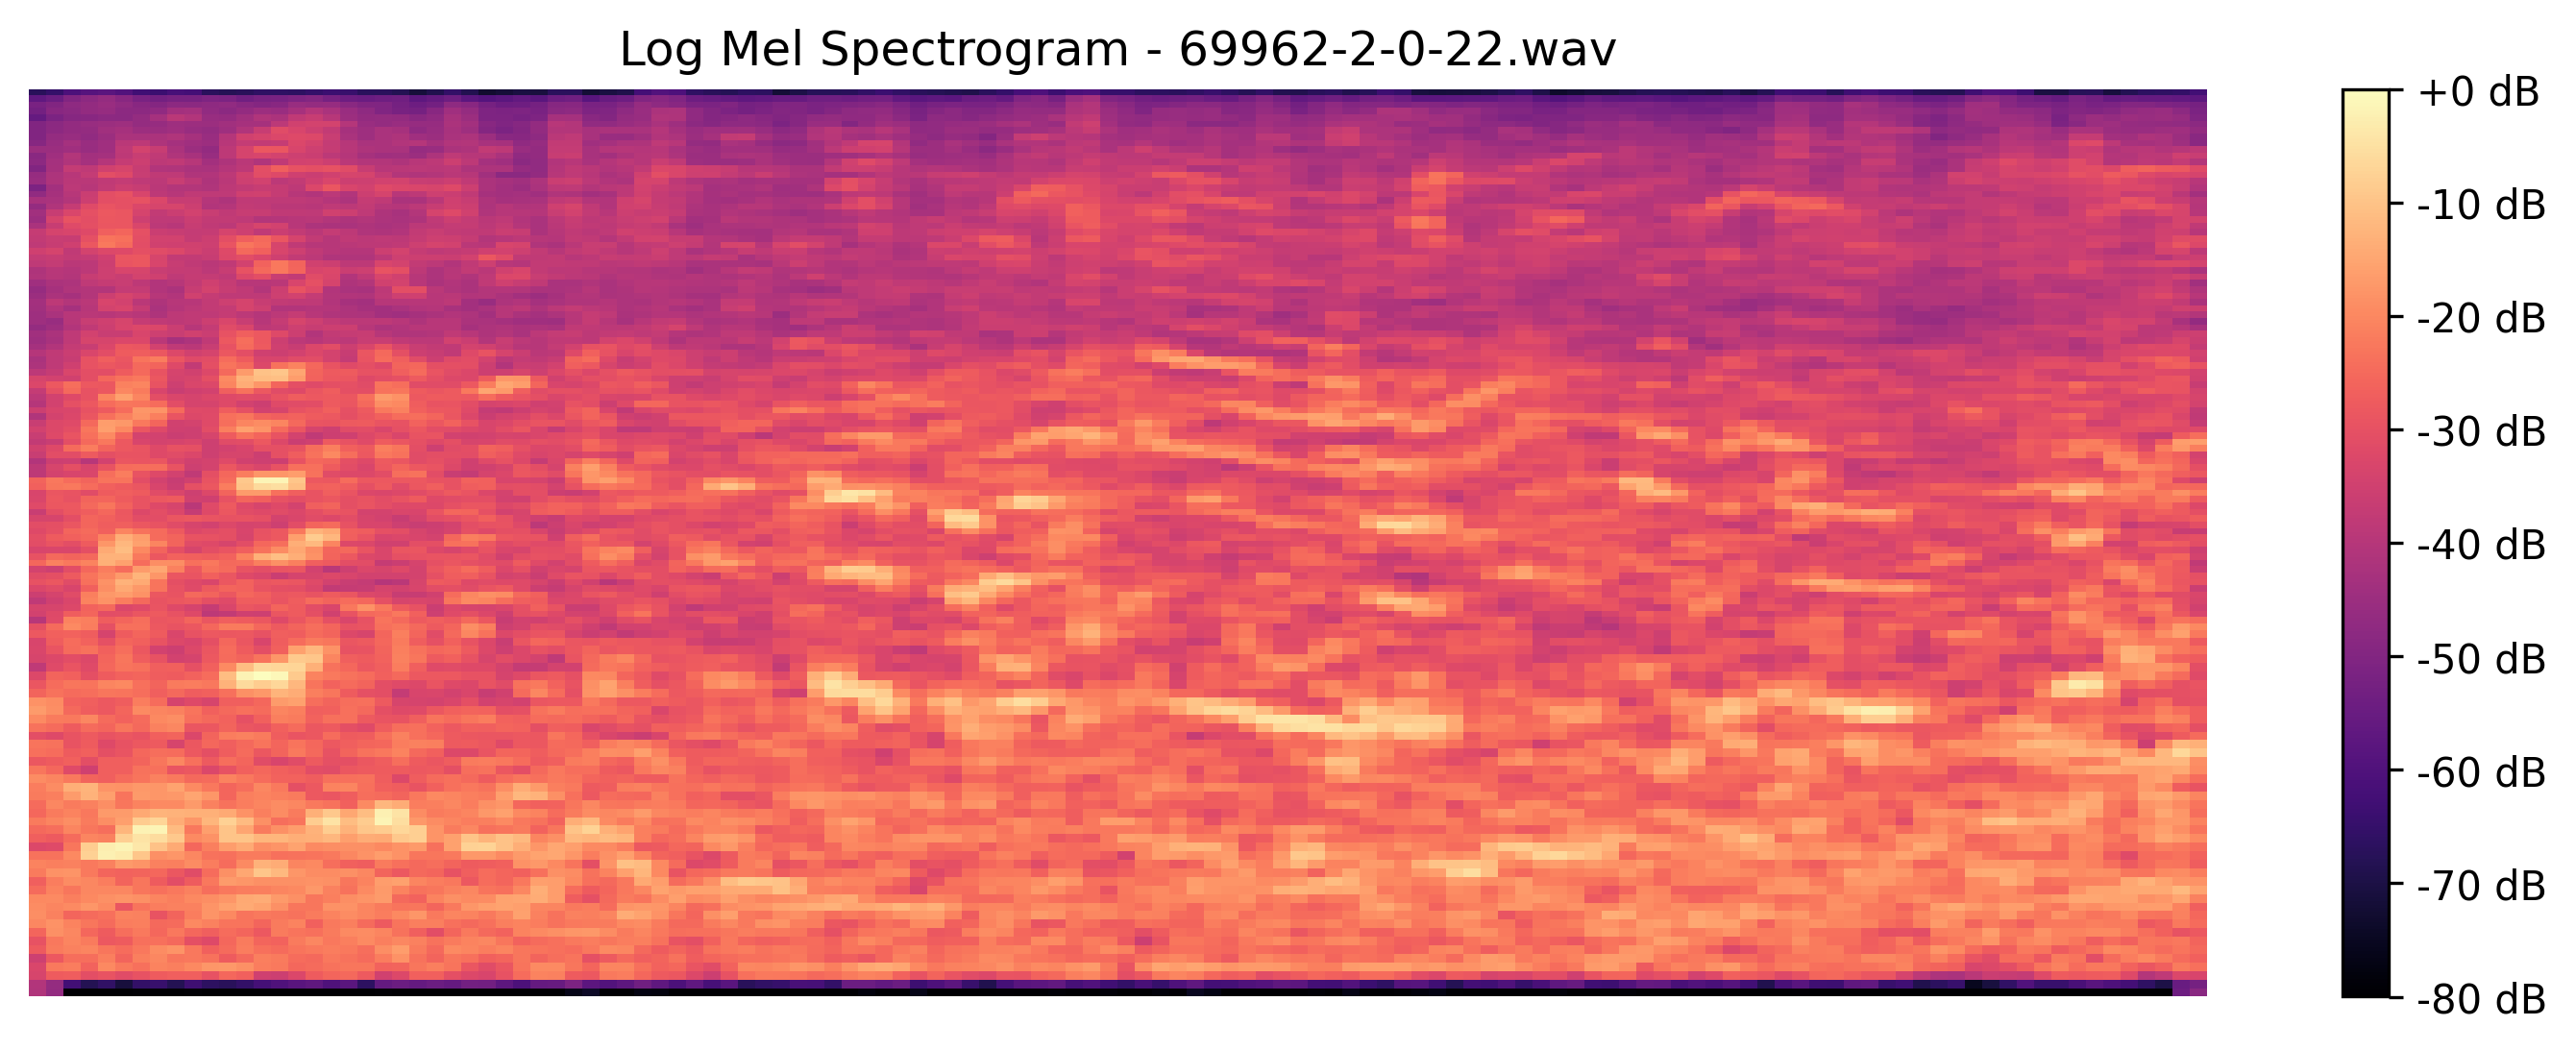 Log Mel Spectrogram - 69962-2-0-22.wav
+0 dB
-10 dB
-20 dB
-30 dB
-40 dB
-50 dB
-60 dB
-70 dB
-80 dB